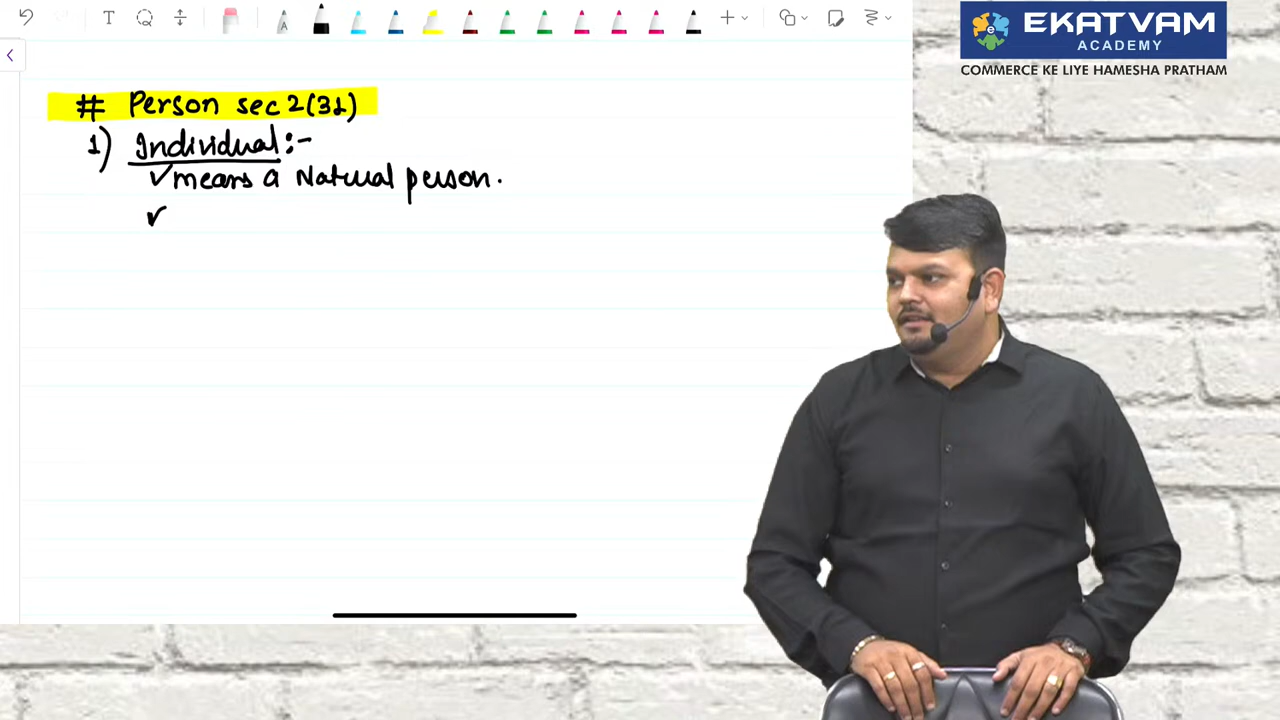 EKATVAM
ACADEMY
COMMERCE KE LIYE HAMESHA PRATHAM
# Person sec 2(31)
1) Individual :-
✓ means a Natural person.
✓